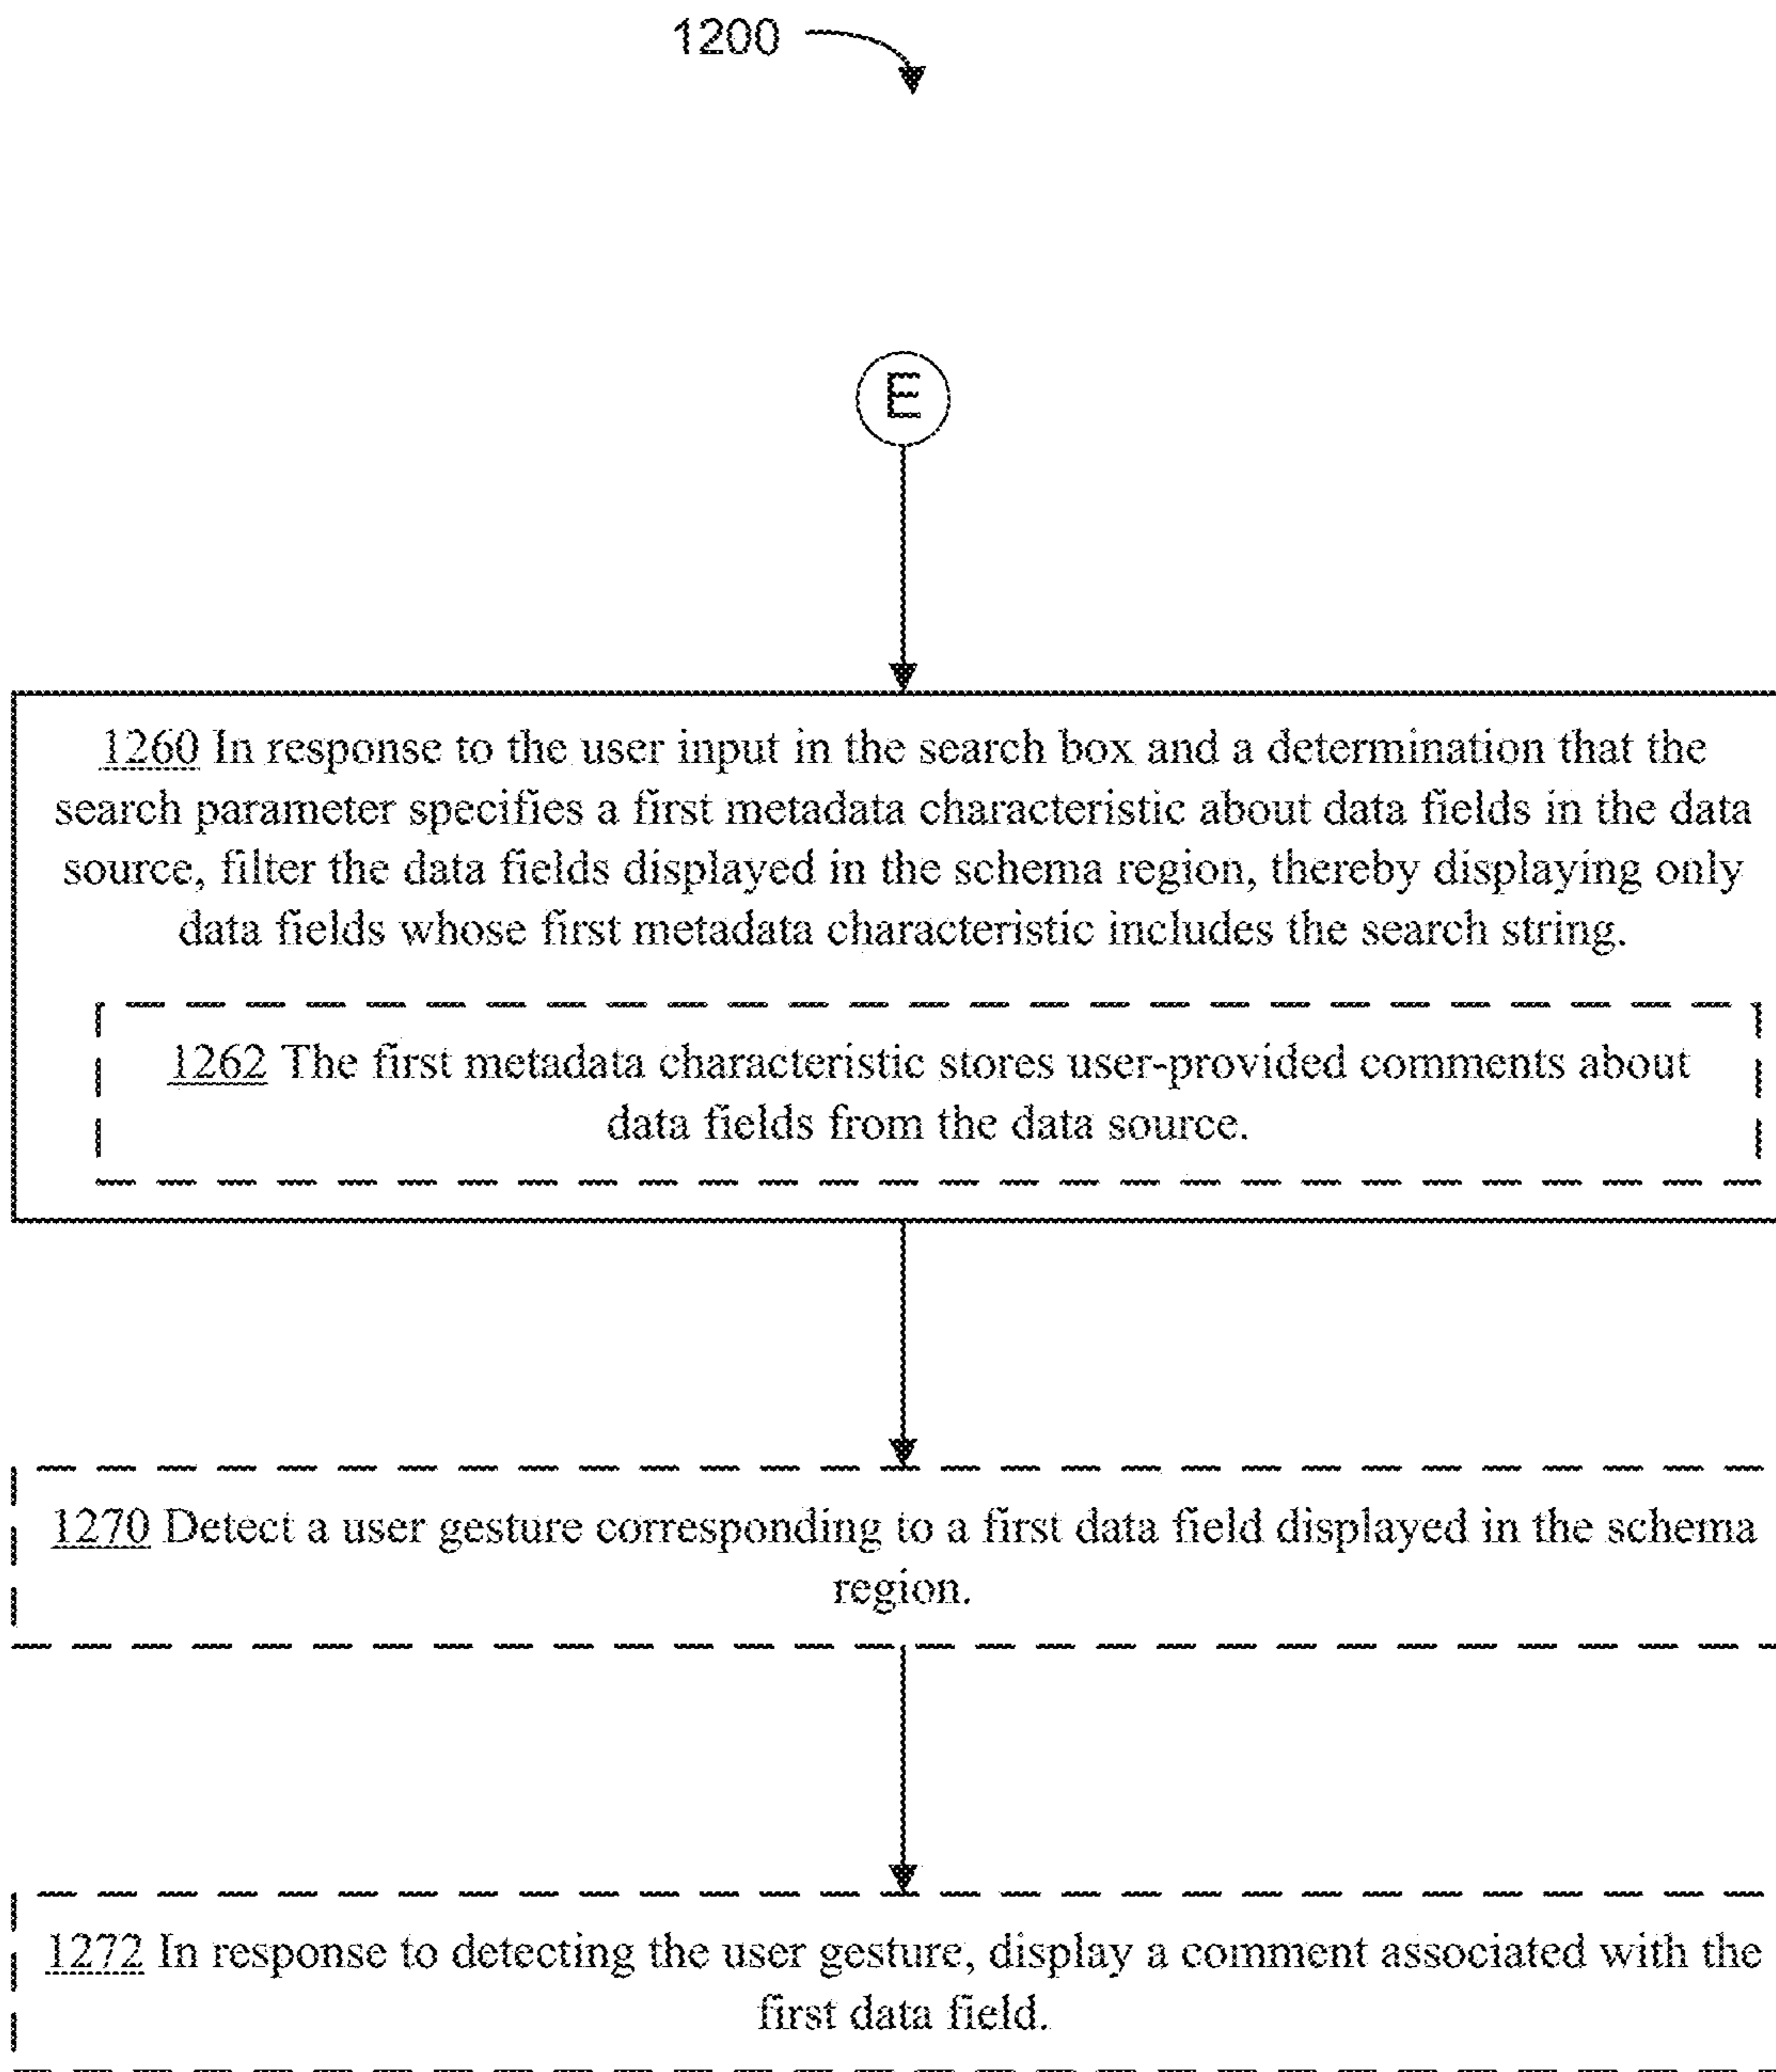 1200
E
1260 In response to the user input in the search box and a determination that the
search parameter specifies a first metadata characteristic about data fields in the data
source, filter the data fields displayed in the schema region, thereby displaying only
data fields whose first metadata characteristic includes the search string.
1262 The first metadata characteristic stores user-provided comments about
data fields from the data source.
1270 Detect a user gesture corresponding to a first data field displayed in the schema
region.
1272 In response to detecting the user gesture, display a comment associated with the
first data field.